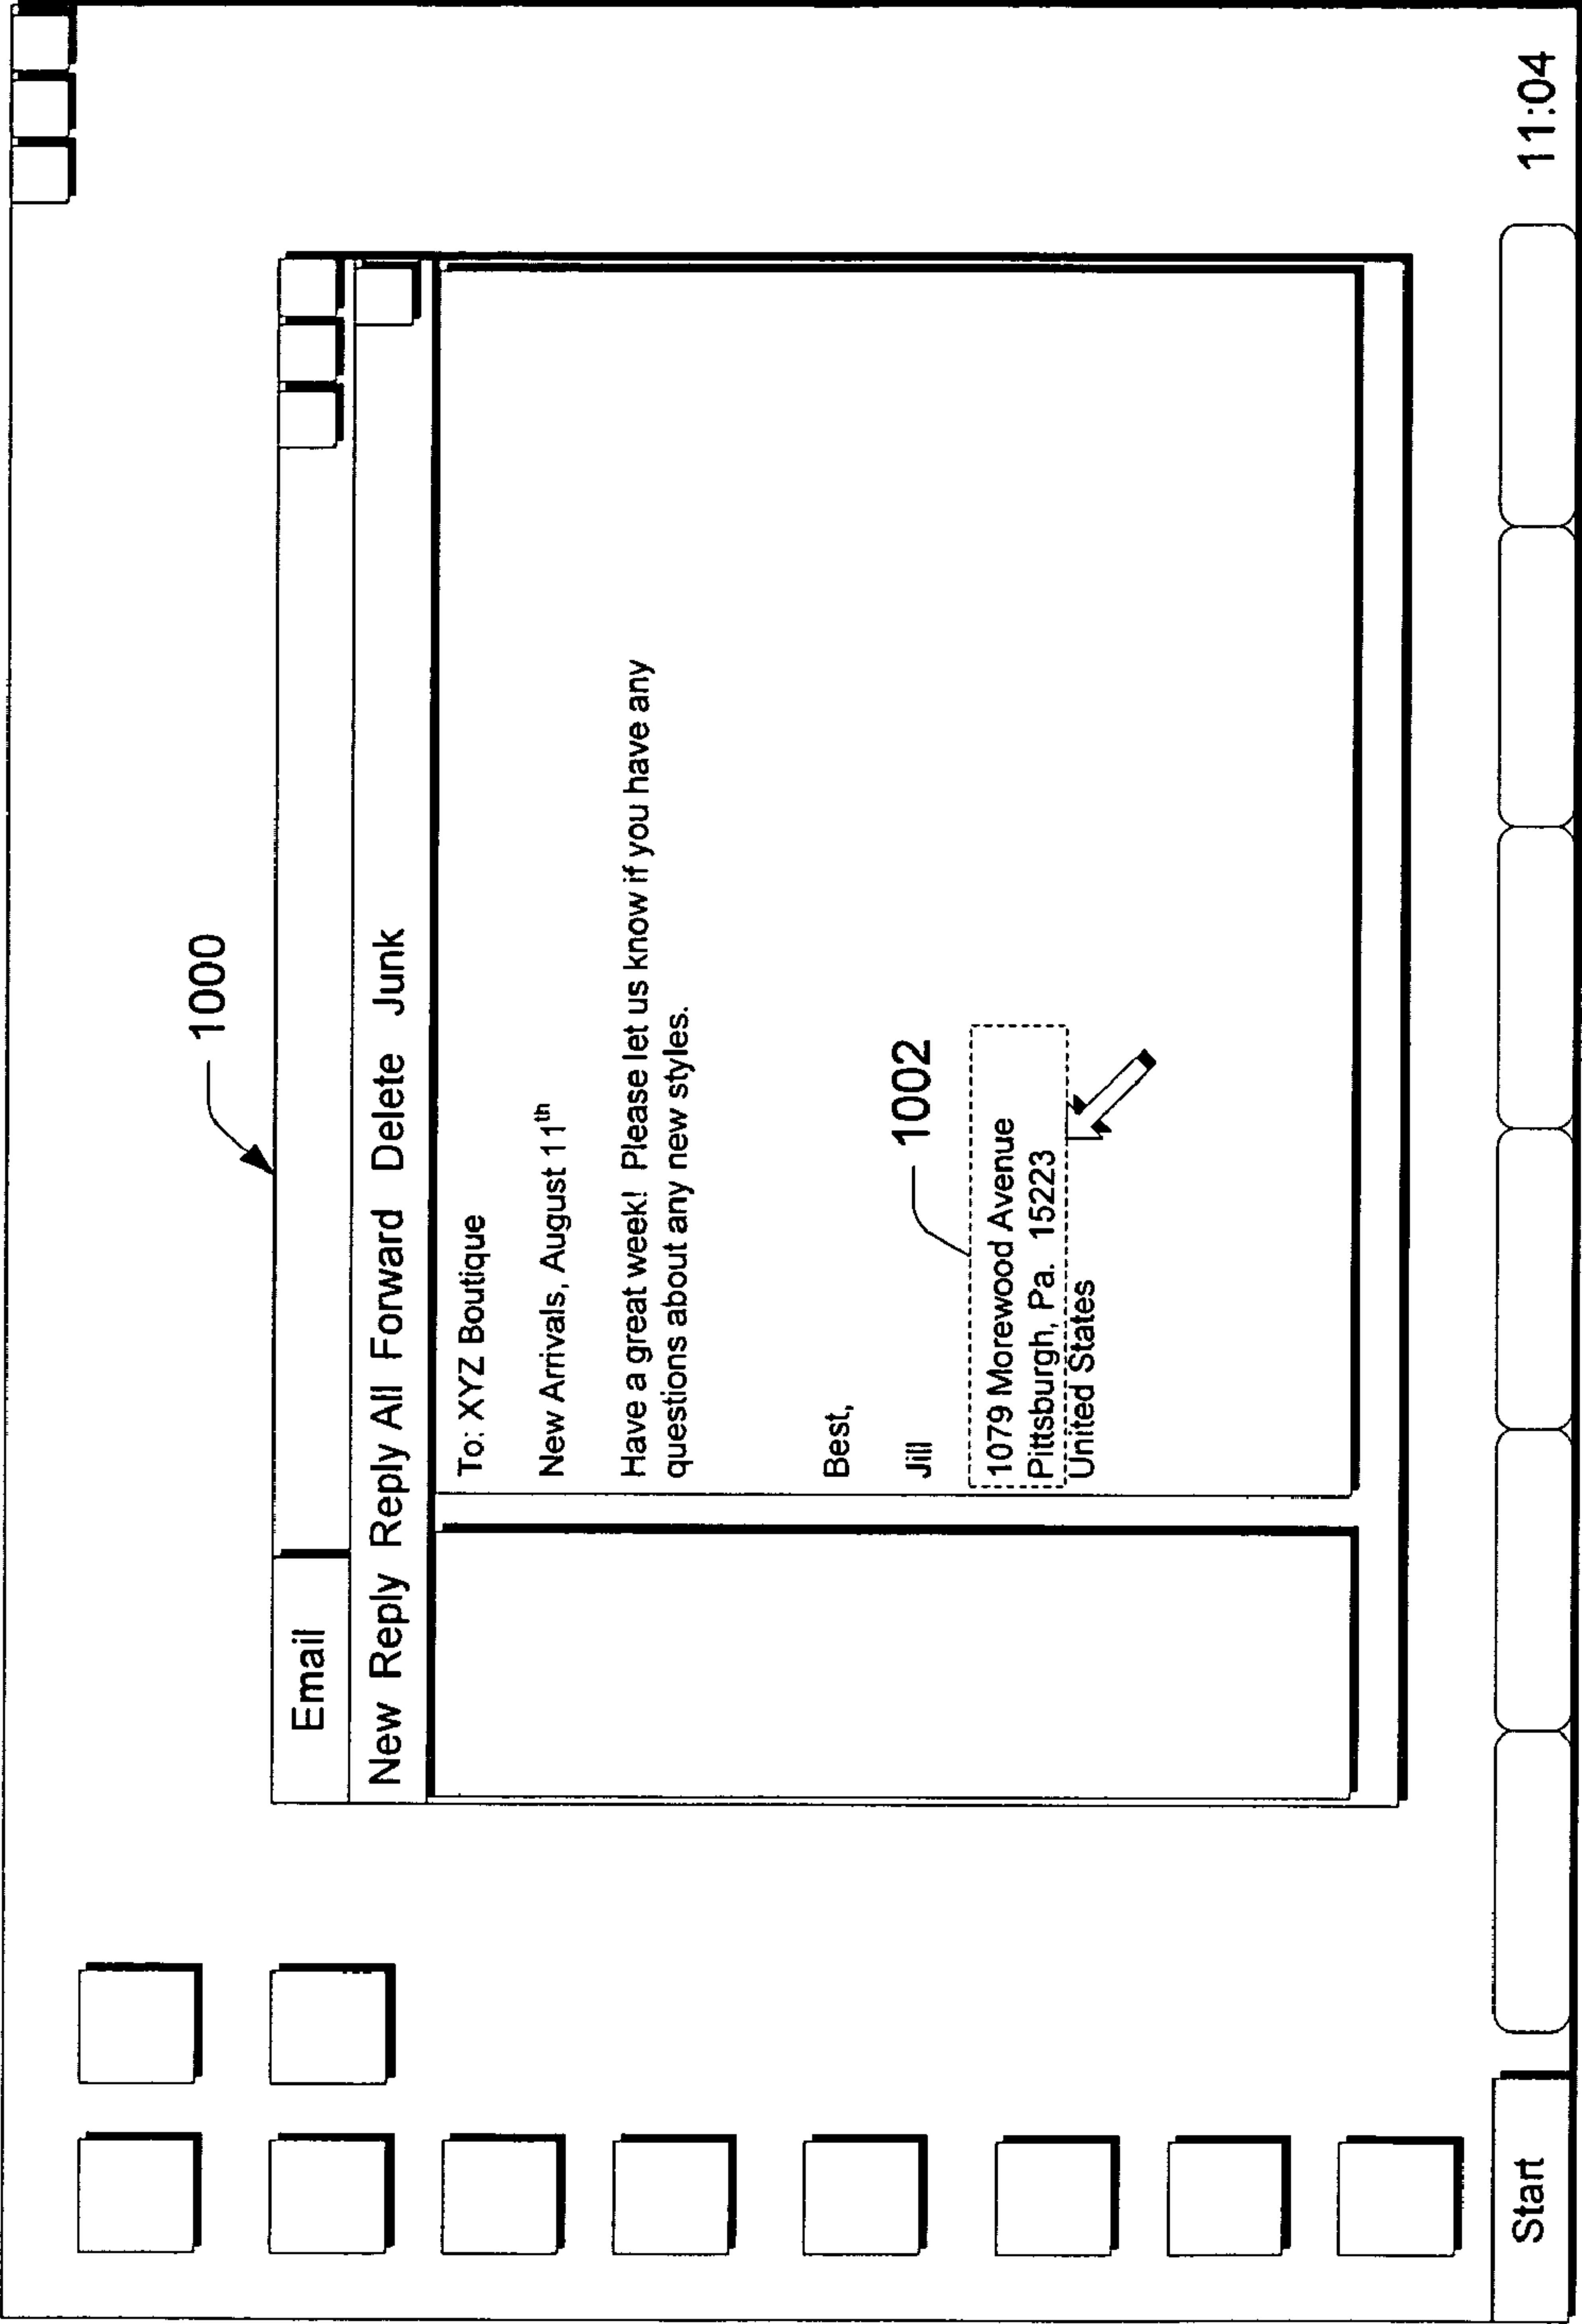 1000
Email
New Reply Reply All Forward Delete Junk
To: XYZ Boutique
New Arrivals, August 11th
Have a great week! Please let us know if you have any
questions about any new styles.
Best,
Jill
1002
1079 Morewood Avenue
Pittsburgh, Pa. 15223
United States
Start
11:04